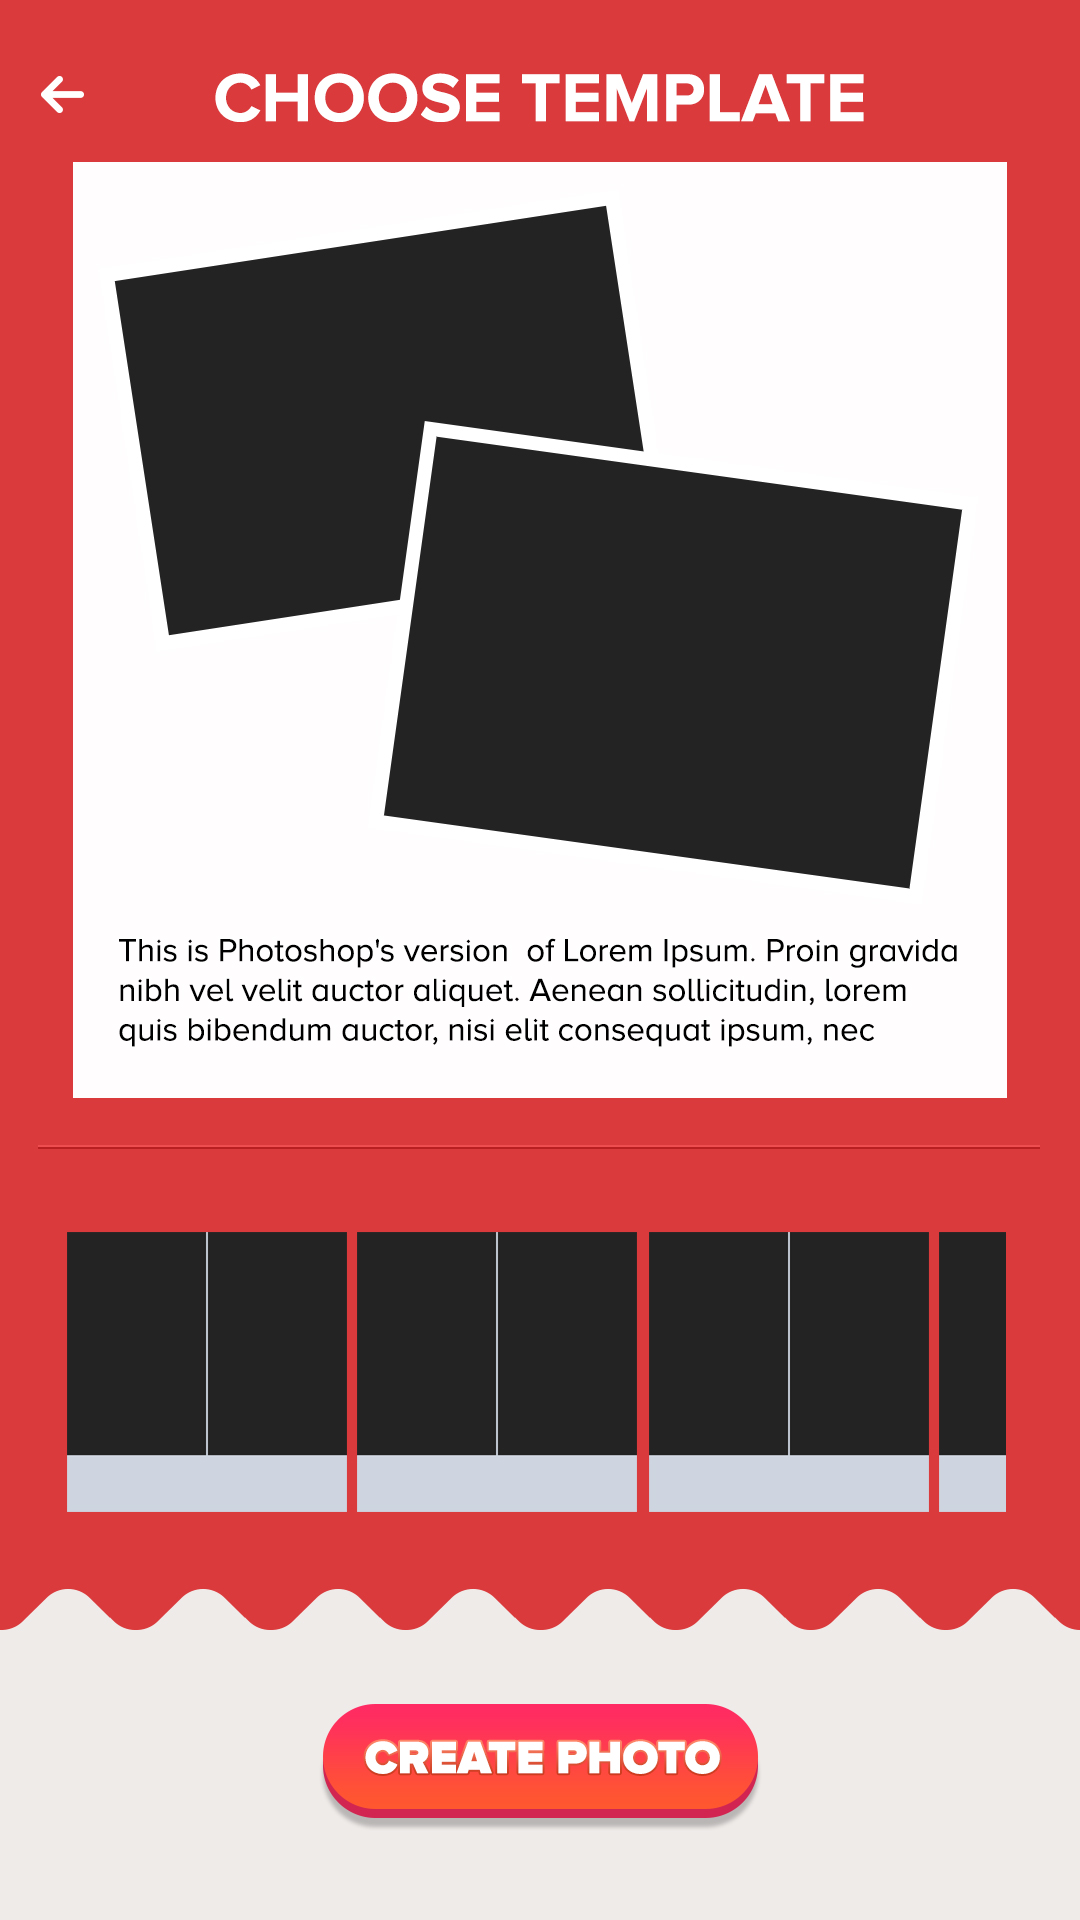 CHOOSE TEMPLATE
This is Photoshop's version  of Lorem Ipsum. Proin gravida
nibh vel velit auctor aliquet. Aenean sollicitudin, lorem
quis bibendum auctor, nisi elit consequat ipsum, nec
CREATE PHOTO